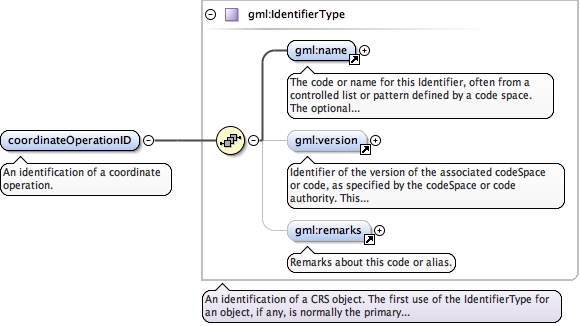 gml:IdentifierType
gml:name
The code or name for this Identifier, often from a
controlled list or pattern defined by a code space.
The optional...
coordinateOperationID
An identification of a coordinate
operation.
gml:version
Identifier of the version of the associated codeSpace
or code, as specified by the codeSpace or code
authority. This...
gml:remarks
Remarks about this code or alias.
An identification of a CRS object. The first use of the IdentifierType for
an object, if any, is normally the primary...